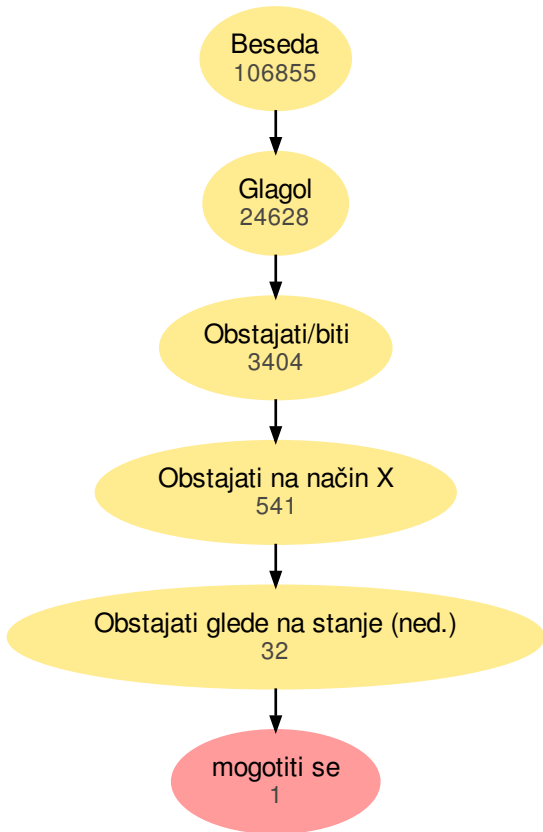 Beseda
106855
Glagol
24628
Obstajati/biti
3404
Obstajati na način X
541
Obstajati glede na stanje (ned.)
32
mogotiti se
1